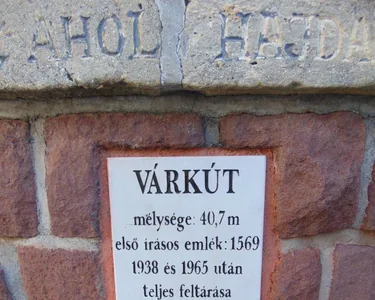 AHOL HAJDA
VÁRKÚT
mélysége: 40,7 m
első írásos emlék: 1569
1938 és 1965 után
teljes feltárása